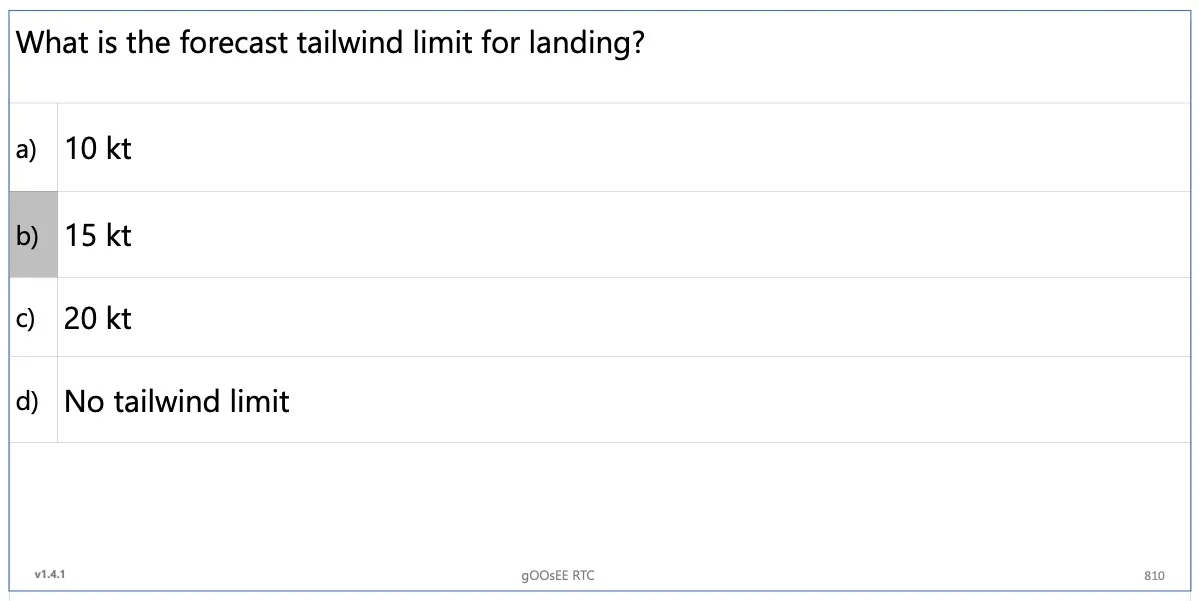 What is the forecast tailwind limit for landing?
a) 10 kt
b) 15 kt
c) 20 kt
d) No tailwind limit
v1.4.1 gOOsEE RTC 810